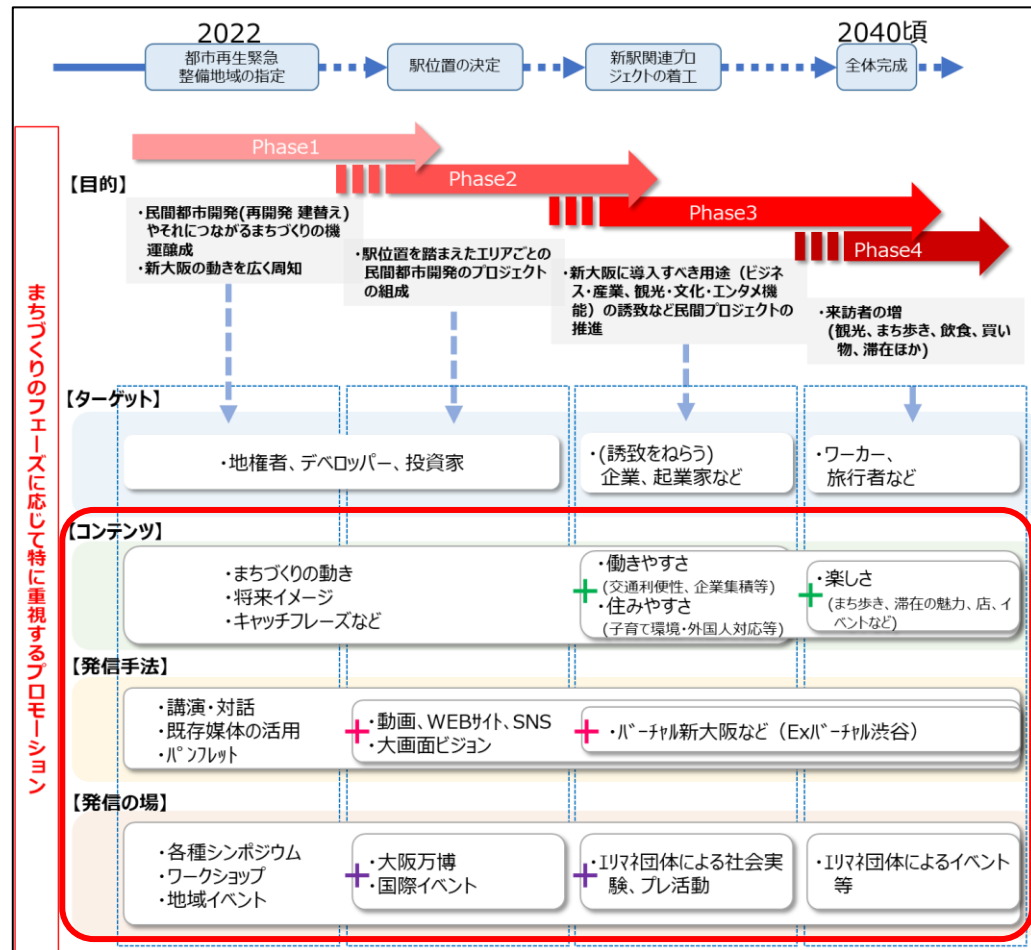 2022
2040頃
都市再生緊急
整備地域の指定
駅位置の決定
新駅関連プロ
ジェクトの着工
全体完成
まちづくりのフェーズに応じて特に重視するプロモーション
Phase1
Phase2
Phase3
Phase4
【目的】
・民間都市開発(再開発 建替え)
やそれにつながるまちづくりの機
運醸成
・新大阪の動きを広く周知
・駅位置を踏まえたエリアごとの
民間都市開発のプロジェクト
の組成
・新大阪に導入すべき用途（ビジネ
ス・産業、観光・文化・エンタメ機
能）の誘致など民間プロジェクトの
推進
・来訪者の増
(観光、まち歩き、飲食、買い
物、滞在ほか)
【ターゲット】
・地権者、デベロッパー、投資家
・(誘致をねらう)
企業、起業家など
・ワーカー、
旅行者など
【コンテンツ】
・まちづくりの動き
・将来イメージ
・キャッチフレーズなど
・働きやすさ
(交通利便性、企業集積等)
・住みやすさ
(子育て環境・外国人対応等)
・楽しさ
(まち歩き、滞在の魅力、店、イ
ベントなど)
【発信手法】
・講演・対話
・既存媒体の活用
・ﾊﾟﾝﾌﾚｯﾄ
・動画、WEBｻｲﾄ、SNS
・大画面ビジョン
・ﾊﾞｰﾁｬﾙ新大阪など（Exﾊﾞｰﾁｬﾙ渋谷）
【発信の場】
・各種シンポジウム
・ワークショップ
・地域イベント
・大阪万博
・国際イベント
・ｴﾘﾏﾈ団体による社会実
験、プレ活動
・ｴﾘﾏﾈ団体によるイベント
等